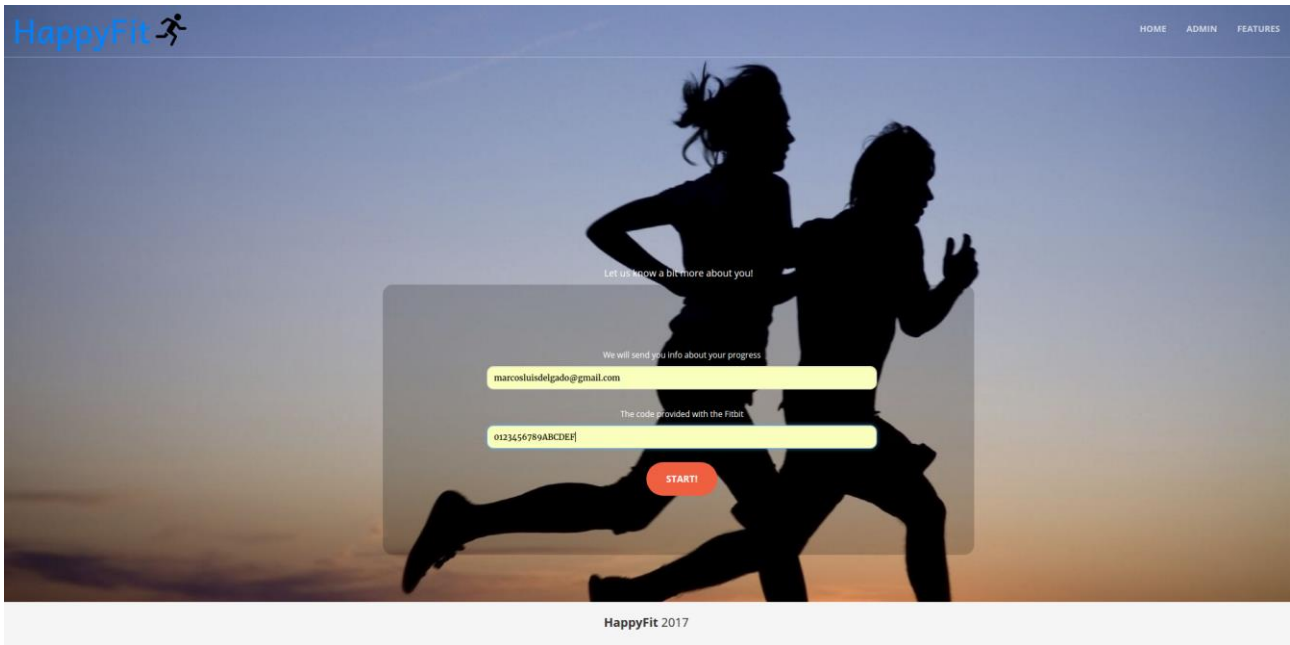 HappyFit
HOME ADMIN FEATURES
Let us know a bit more about you!
We will send you info about your progress
marcosluisdelgado@gmail.com
The code provided with the Fitbit
0123456789ABCDEF
START!
HappyFit 2017